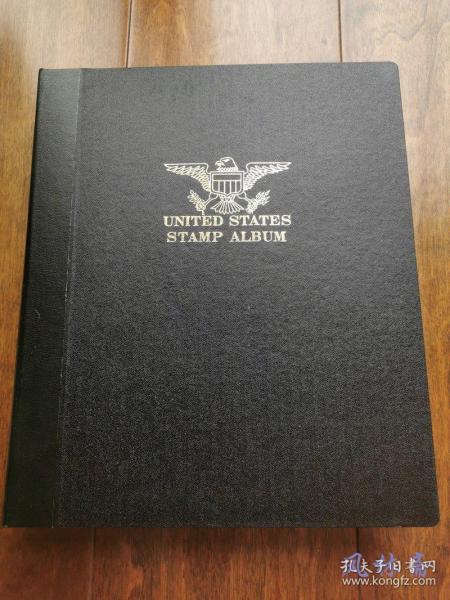 UNITED STATES
STAMP ALBUM
孔夫子旧书网
www.kongfz.com